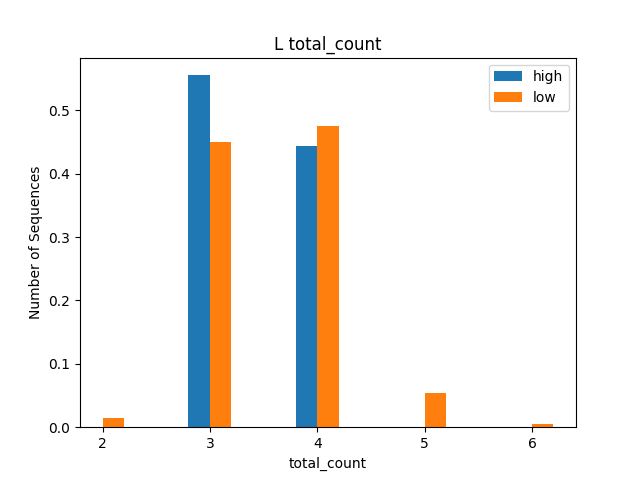 L total_count
high
low
0.5
0.4
0.3
0.2
0.1
0.0
Number of Sequences
2 3 4 5 6
total_count